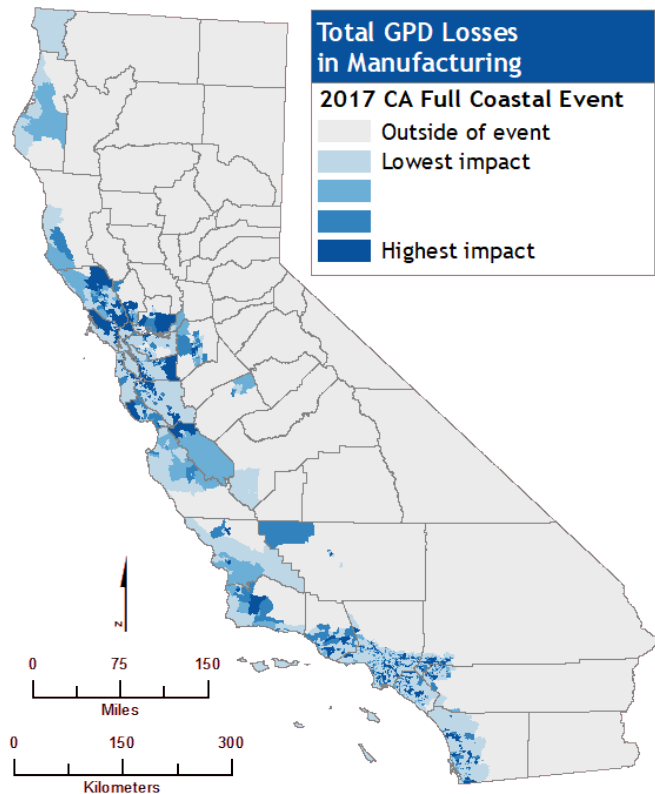 Total GPD Losses
in Manufacturing
2017 CA Full Coastal Event
Outside of event
Lowest impact
Highest impact
N
0 75 150
Miles
0 150 300
Kilometers